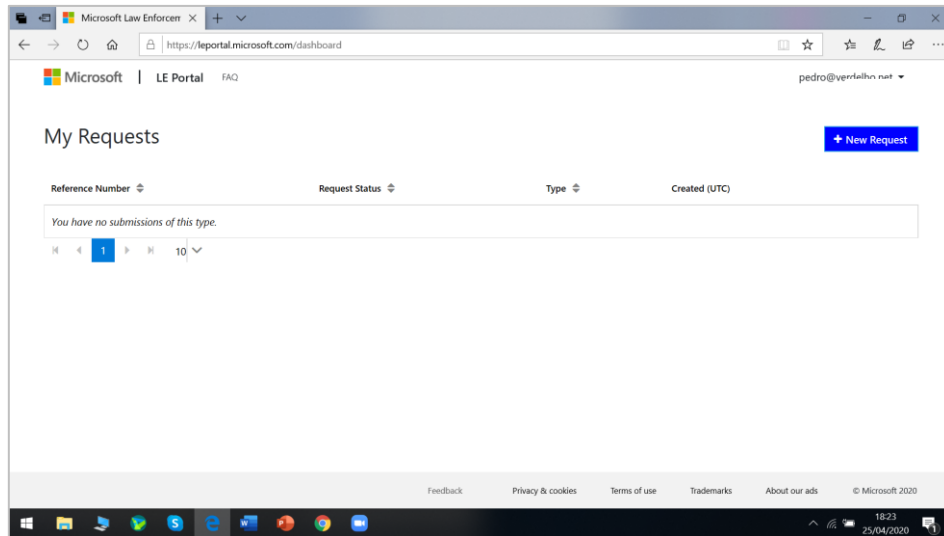 Microsoft Law Enforcem
https://leportal.microsoft.com/dashboard
Microsoft | LE Portal FAQ pedro@verdelho.net
My Requests
+ New Request
Reference Number Request Status Type Created (UTC)
You have no submissions of this type.
1 10
Feedback Privacy & cookies Terms of use Trademarks About our ads © Microsoft 2020
18:23
25/04/2020